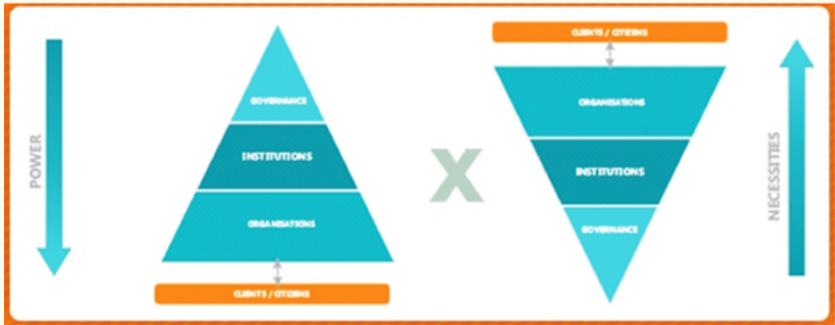 POWER
GOVERNANCE
INSTITUTIONS
ORGANISATIONS
CLIENTS / CITIZENS
X
CLIENTS / CITIZENS
ORGANISATIONS
INSTITUTIONS
GOVERNANCE
NECESSITIES